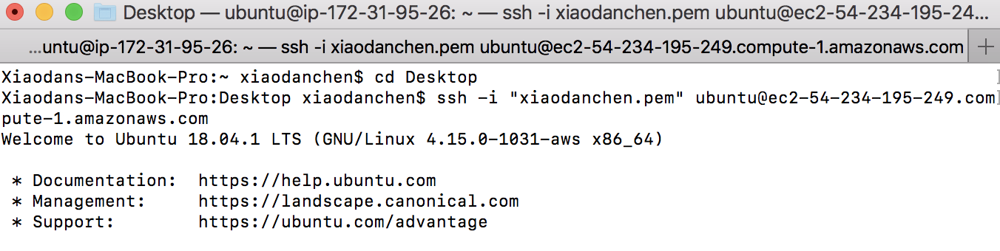 Desktop — ubuntu@ip-172-31-95-26: ~ — ssh -i xiaodanchen.pem ubuntu@ec2-54-234-195-24...
...untu@ip-172-31-95-26: ~ — ssh -i xiaodanchen.pem ubuntu@ec2-54-234-195-249.compute-1.amazonaws.com +
Xiaodans-MacBook-Pro:~ xiaodanchen$ cd Desktop
Xiaodans-MacBook-Pro:Desktop xiaodanchen$ ssh -i "xiaodanchen.pem" ubuntu@ec2-54-234-195-249.com
pute-1.amazonaws.com
Welcome to Ubuntu 18.04.1 LTS (GNU/Linux 4.15.0-1031-aws x86_64)
* Documentation:  https://help.ubuntu.com
* Management:     https://landscape.canonical.com
* Support:        https://ubuntu.com/advantage